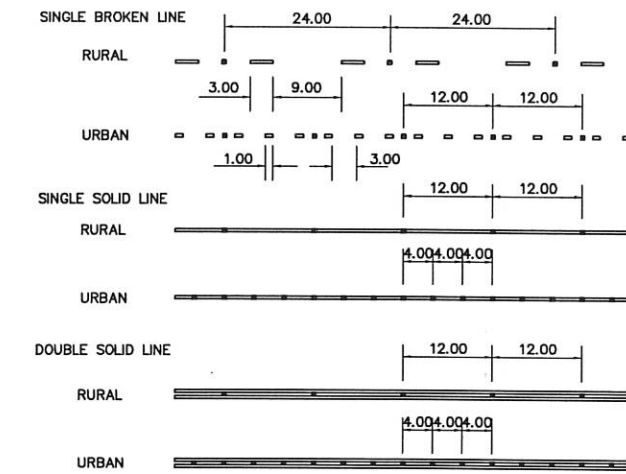 SINGLE BROKEN LINE
24.00 24.00
RURAL
3.00 9.00
12.00 12.00
URBAN
1.00 3.00
12.00 12.00
SINGLE SOLID LINE
RURAL
4.00 4.00 4.00
URBAN
DOUBLE SOLID LINE
12.00 12.00
RURAL
4.00 4.00 4.00
URBAN